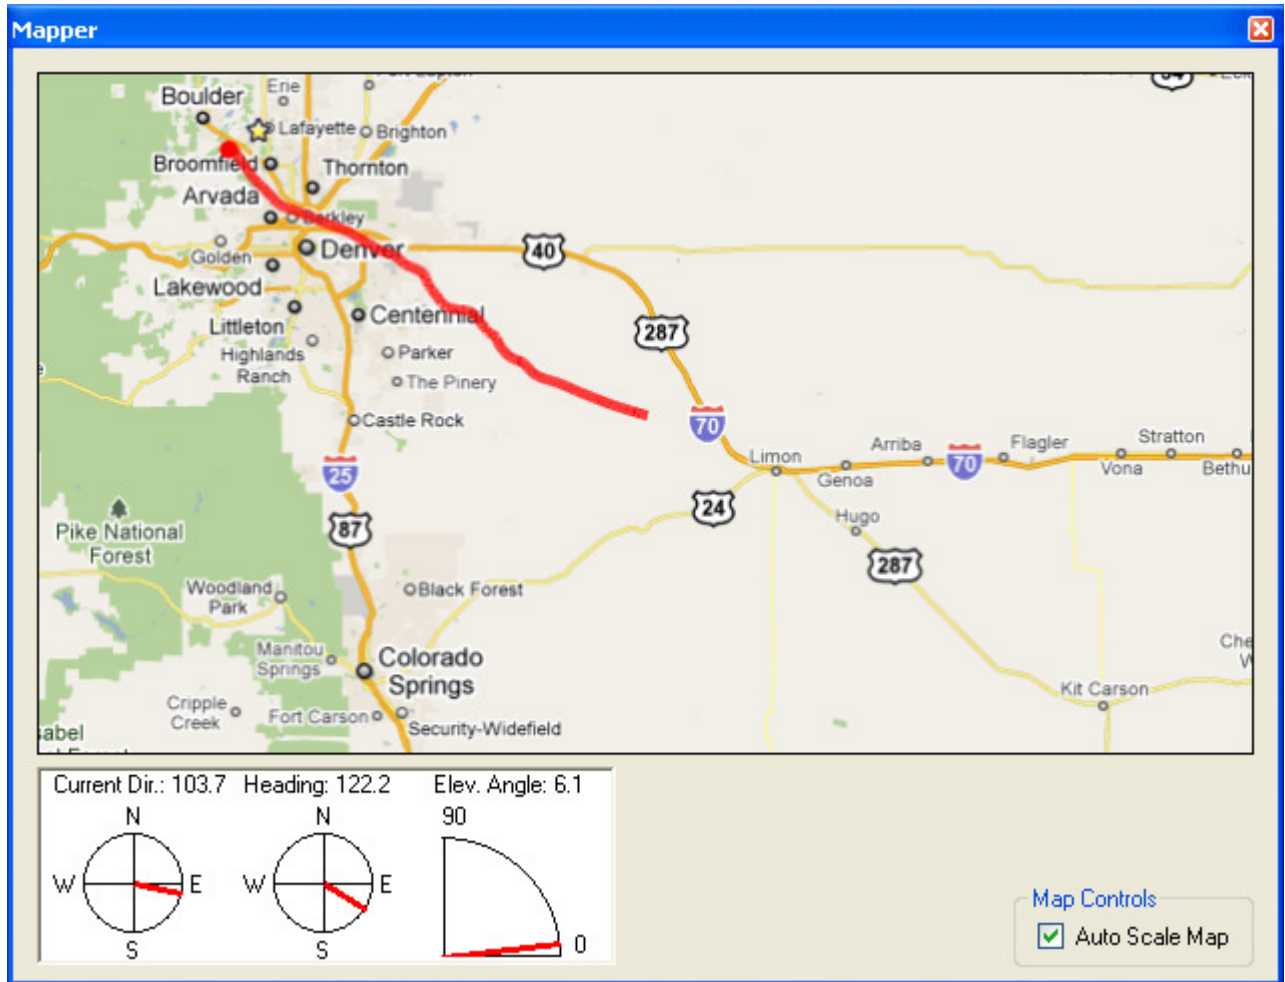 Mapper
Boulder
Erie
Lafayette
Brighton
Broomfield
Thornton
Arvada
Berkley
Golden
Denver
40
Lakewood
Littleton
Centennial
287
Highlands
Ranch
Parker
The Pinery
Castle Rock
70
25
Limon
Genoa
Arriba
70
Flagler
Vona
Stratton
Bethu
24
Hugo
87
Pike National
Forest
287
Woodland
Park
Black Forest
Manitou
Springs
Colorado
Springs
Che
W
Kit Carson
Cripple
Creek
Fort Carson
Security-Widefield
sabel
Current Dir.: 103.7 Heading: 122.2 Elev. Angle: 6.1
N N 90
W E W E 0
S S
Map Controls
Auto Scale Map